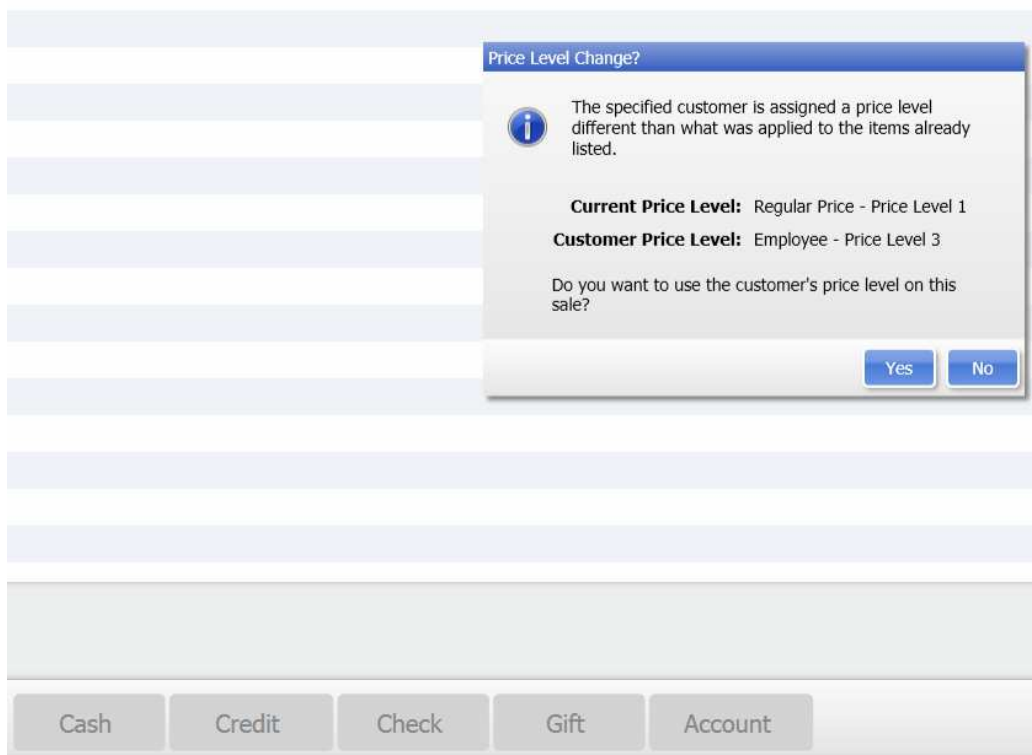 Price Level Change?
The specified customer is assigned a price level
different than what was applied to the items already
listed.
Current Price Level: Regular Price - Price Level 1
Customer Price Level: Employee - Price Level 3
Do you want to use the customer's price level on this
sale?
Yes No
Cash Credit Check Gift Account